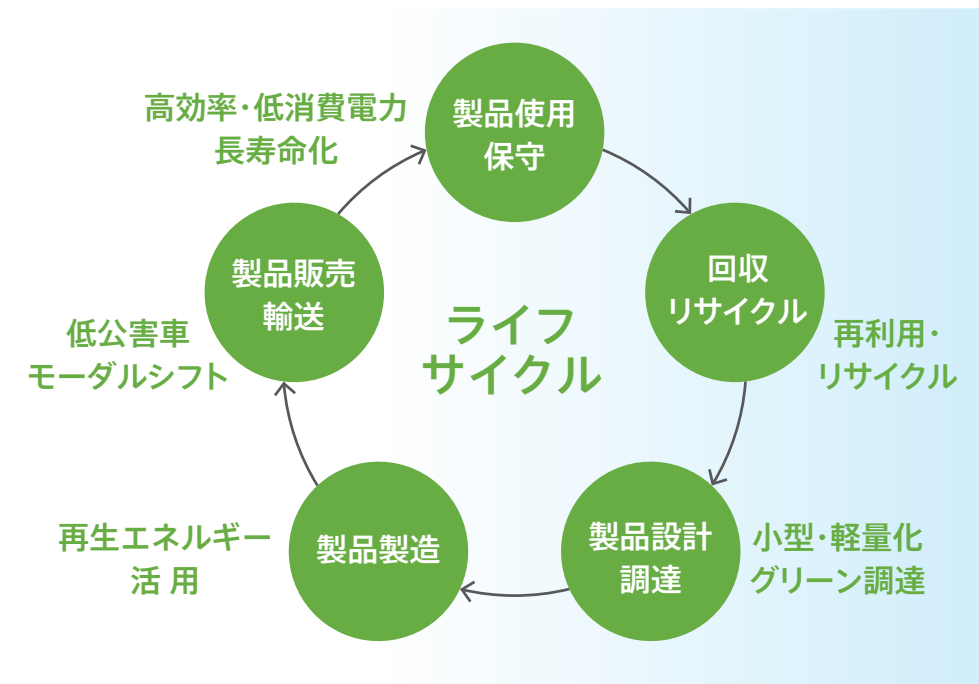 高効率・低消費電力
長寿命化
製品使用
保守
製品販売
輸送
回収
リサイクル
ライフ
サイクル
低公害車
モーダルシフト
再利用・
リサイクル
再生エネルギー
活 用
製品製造
製品設計
調達
小型・軽量化
グリーン調達